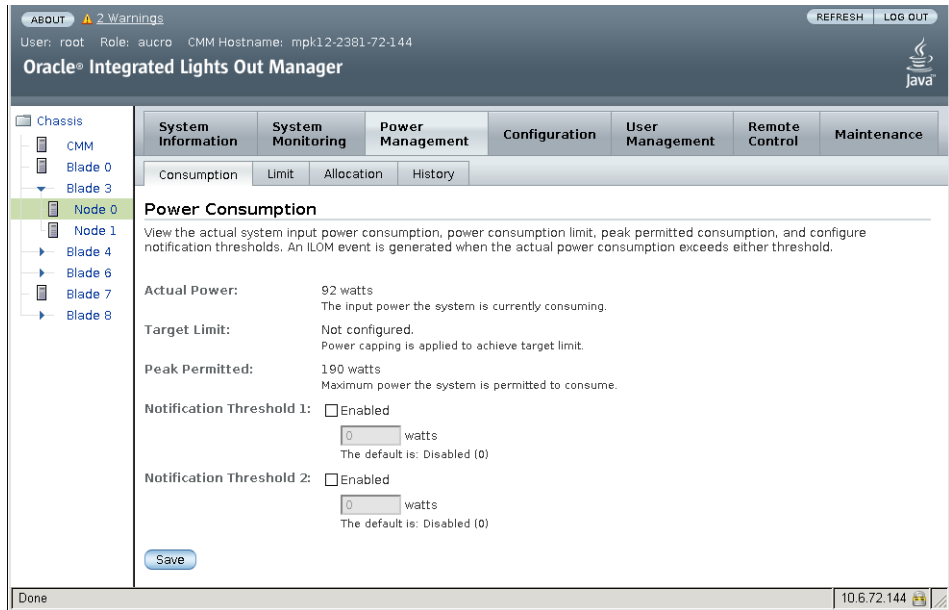 ABOUT 2 Warnings REFRESH LOG OUT
User: root Role: aucro CMM Hostname: mpk12-2381-72-144
Oracle® Integrated Lights Out Manager
Java™
Chassis
CMM
Blade 0
Blade 3
Node 0
Node 1
Blade 4
Blade 6
Blade 7
Blade 8
System Information
System Monitoring
Power Management
Configuration
User Management
Remote Control
Maintenance
Consumption Limit Allocation History
Power Consumption
View the actual system input power consumption, power consumption limit, peak permitted consumption, and configure
notification thresholds. An ILOM event is generated when the actual power consumption exceeds either threshold.
Actual Power: 92 watts
The input power the system is currently consuming.
Target Limit: Not configured.
Power capping is applied to achieve target limit.
Peak Permitted: 190 watts
Maximum power the system is permitted to consume.
Notification Threshold 1: Enabled
0 watts
The default is: Disabled (0)
Notification Threshold 2: Enabled
0 watts
The default is: Disabled (0)
Save
Done 10.6.72.144